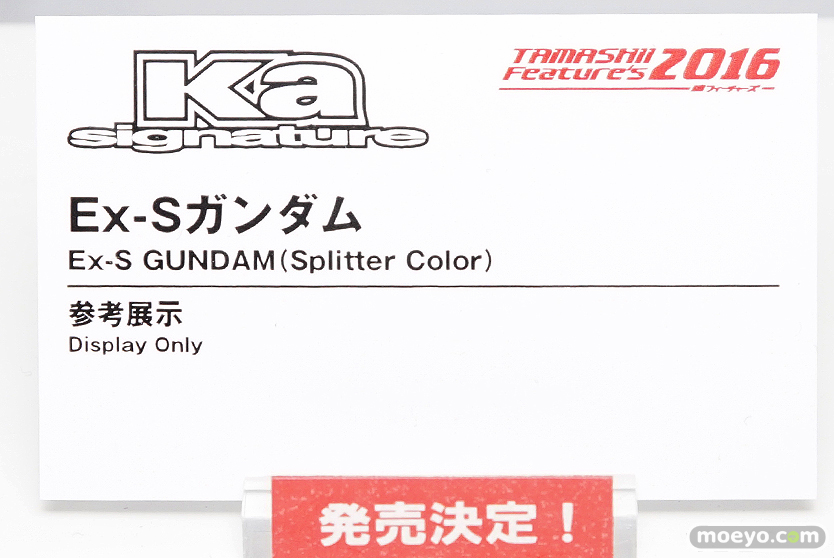 Ka
signature
TAMASHII
Feature's 2016
魂フィーチャーズ
Ex-Sガンダム
Ex-S GUNDAM(Splitter Color)
参考展示
Display Only
発売決定！
moeyo.com